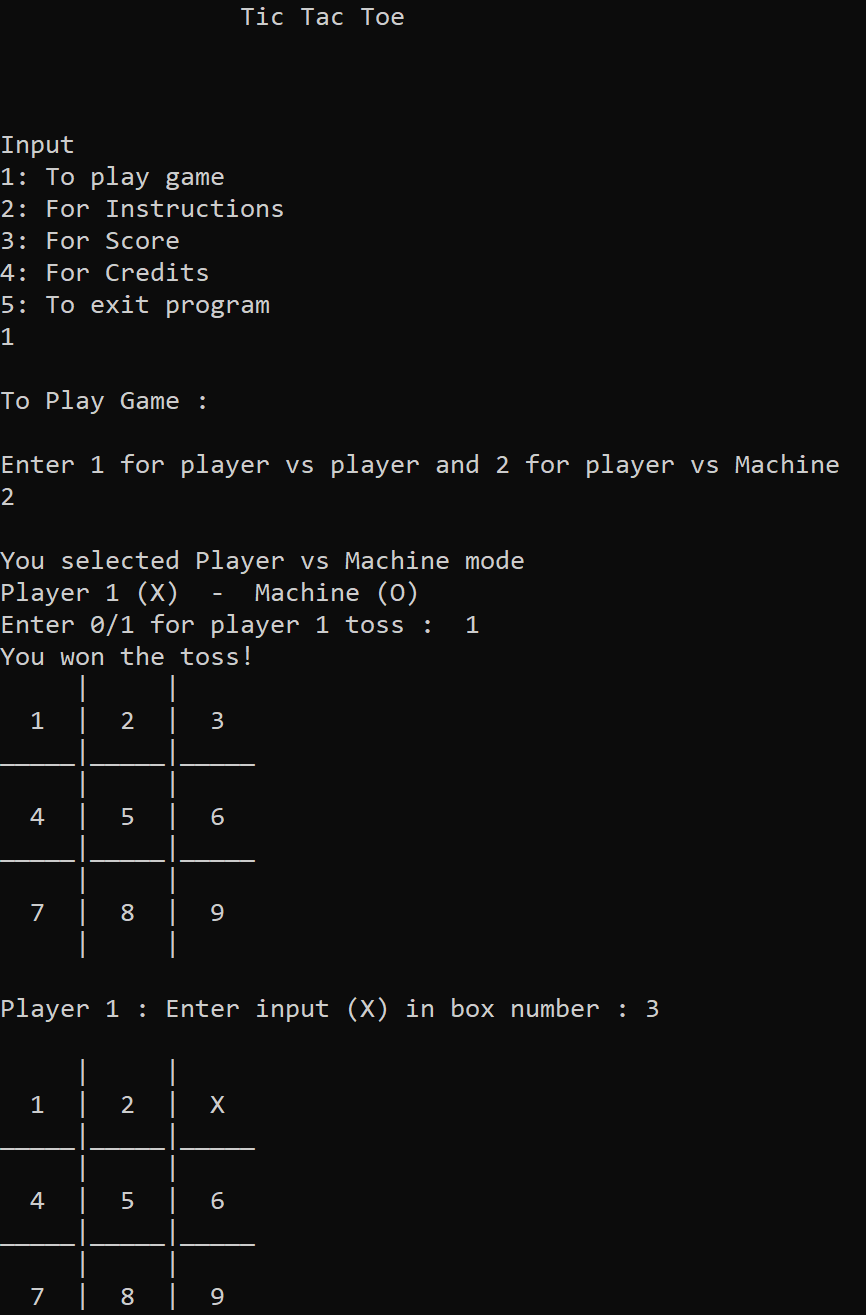 Tic Tac Toe
Input
1: To play game
2: For Instructions
3: For Score
4: For Credits
5: To exit program
1
To Play Game :
Enter 1 for player vs player and 2 for player vs Machine
2
You selected Player vs Machine mode
Player 1 (X)  -  Machine (O)
Enter 0/1 for player 1 toss :  1
You won the toss!
     |     |
  1  |  2  |  3
_____|_____|_____
     |     |
  4  |  5  |  6
_____|_____|_____
     |     |
  7  |  8  |  9
     |     |
Player 1 : Enter input (X) in box number : 3
     |     |
  1  |  2  |  X
_____|_____|_____
     |     |
  4  |  5  |  6
_____|_____|_____
     |     |
  7  |  8  |  9